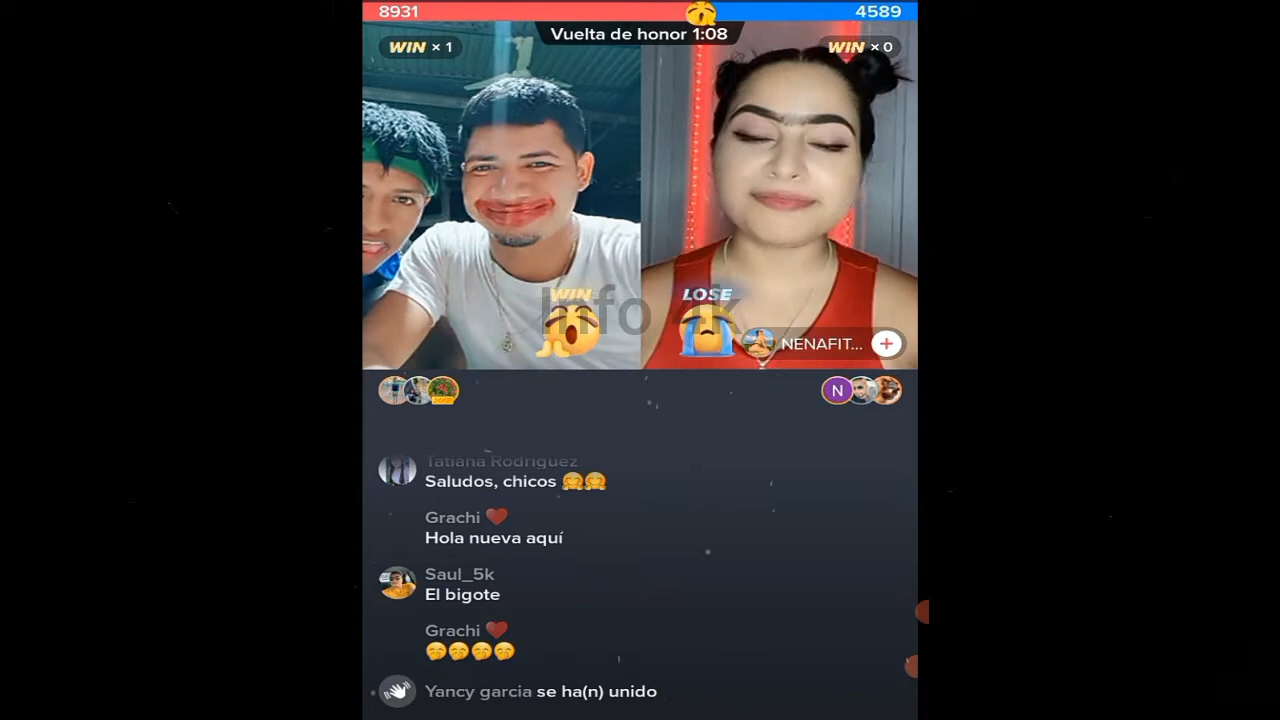 8931
4589
Vuelta de honor 1:08
WIN × 1
WIN × 0
WIN
LOSE
NENAFIT...
N
Tatiana Rodriguez
Saludos, chicos
Grachi
Hola nueva aquí
Saul_5k
El bigote
Grachi
Yancy garcia se ha(n) unido